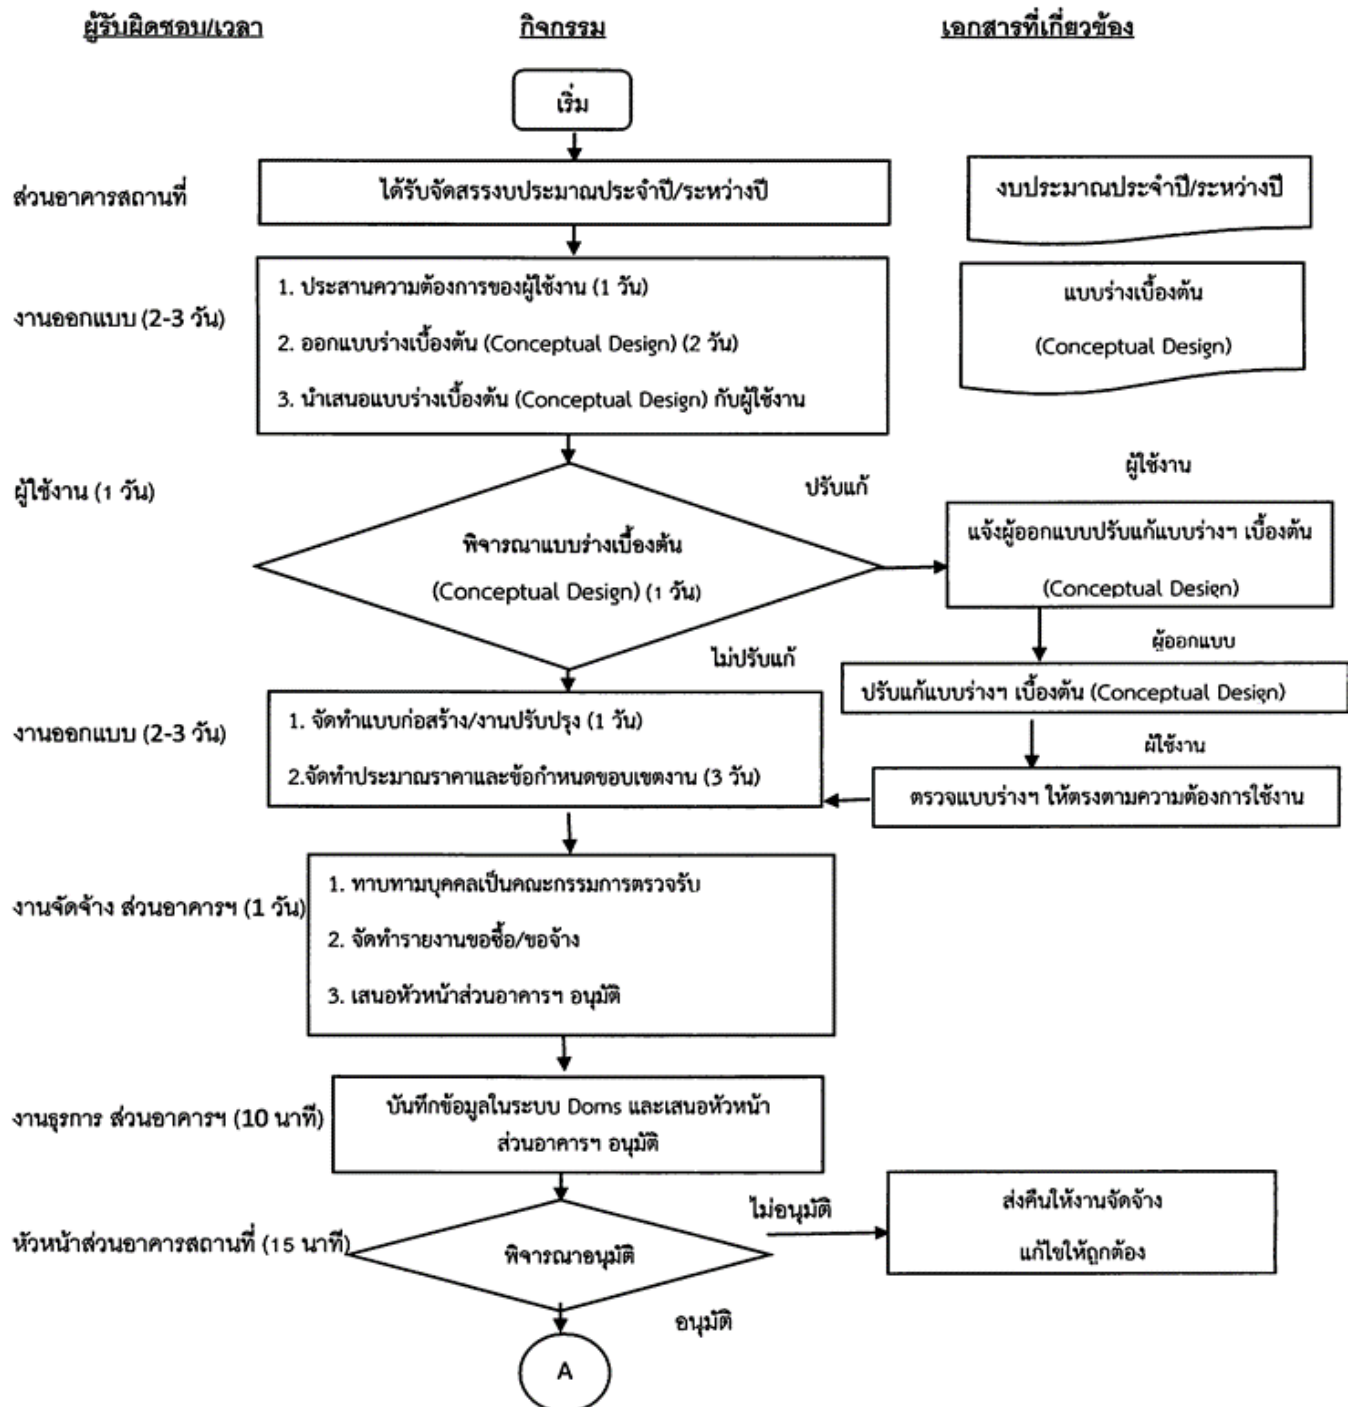 ผู้รับผิดชอบ/เวลา
กิจกรรม
เอกสารที่เกี่ยวข้อง
เริ่ม
ส่วนอาคารสถานที่
ได้รับจัดสรรงบประมาณประจำปี/ระหว่างปี
งบประมาณประจำปี/ระหว่างปี
งานออกแบบ (2-3 วัน)
1. ประสานความต้องการของผู้ใช้งาน (1 วัน)
2. ออกแบบร่างเบื้องต้น (Conceptual Design) (2 วัน)
3. นำเสนอแบบร่างเบื้องต้น (Conceptual Design) กับผู้ใช้งาน
แบบร่างเบื้องต้น
(Conceptual Design)
ผู้ใช้งาน (1 วัน)
พิจารณาแบบร่างเบื้องต้น
(Conceptual Design) (1 วัน)
ปรับแก้
ผู้ใช้งาน
แจ้งผู้ออกแบบปรับแก้แบบร่างฯ เบื้องต้น
(Conceptual Design)
ผู้ออกแบบ
ปรับแก้แบบร่างฯ เบื้องต้น (Conceptual Design)
ผู้ใช้งาน
ตรวจแบบร่างฯ ให้ตรงตามความต้องการใช้งาน
ไม่ปรับแก้
งานออกแบบ (2-3 วัน)
1. จัดทำแบบก่อสร้าง/งานปรับปรุง (1 วัน)
2.จัดทำประมาณราคาและข้อกำหนดขอบเขตงาน (3 วัน)
งานจัดจ้าง ส่วนอาคารฯ (1 วัน)
1. ทาบทามบุคคลเป็นคณะกรรมการตรวจรับ
2. จัดทำรายงานขอซื้อ/ขอจ้าง
3. เสนอหัวหน้าส่วนอาคารฯ อนุมัติ
งานธุรการ ส่วนอาคารฯ (10 นาที)
บันทึกข้อมูลในระบบ Doms และเสนอหัวหน้า
ส่วนอาคารฯ อนุมัติ
หัวหน้าส่วนอาคารสถานที่ (15 นาที)
พิจารณาอนุมัติ
ไม่อนุมัติ
ส่งคืนให้งานจัดจ้าง
แก้ไขให้ถูกต้อง
อนุมัติ
A